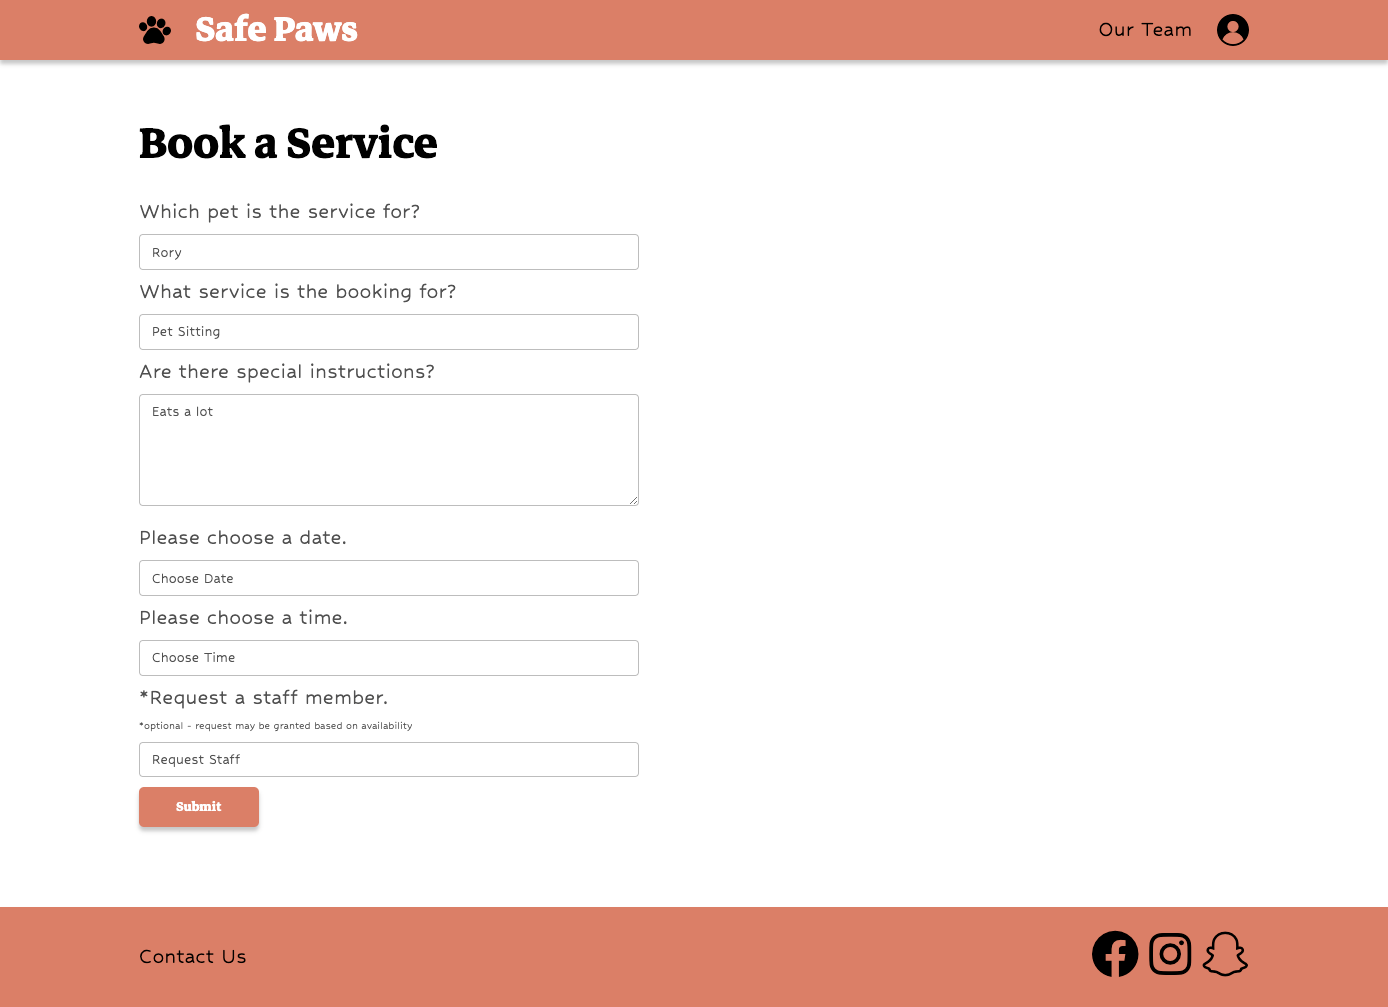 Safe Paws
Our Team
Book a Service
Which pet is the service for?
Rory
What service is the booking for?
Pet Sitting
Are there special instructions?
Eats a lot
Please choose a date.
Choose Date
Please choose a time.
Choose Time
*Request a staff member.
*optional - request may be granted based on availability
Request Staff
Submit
Contact Us